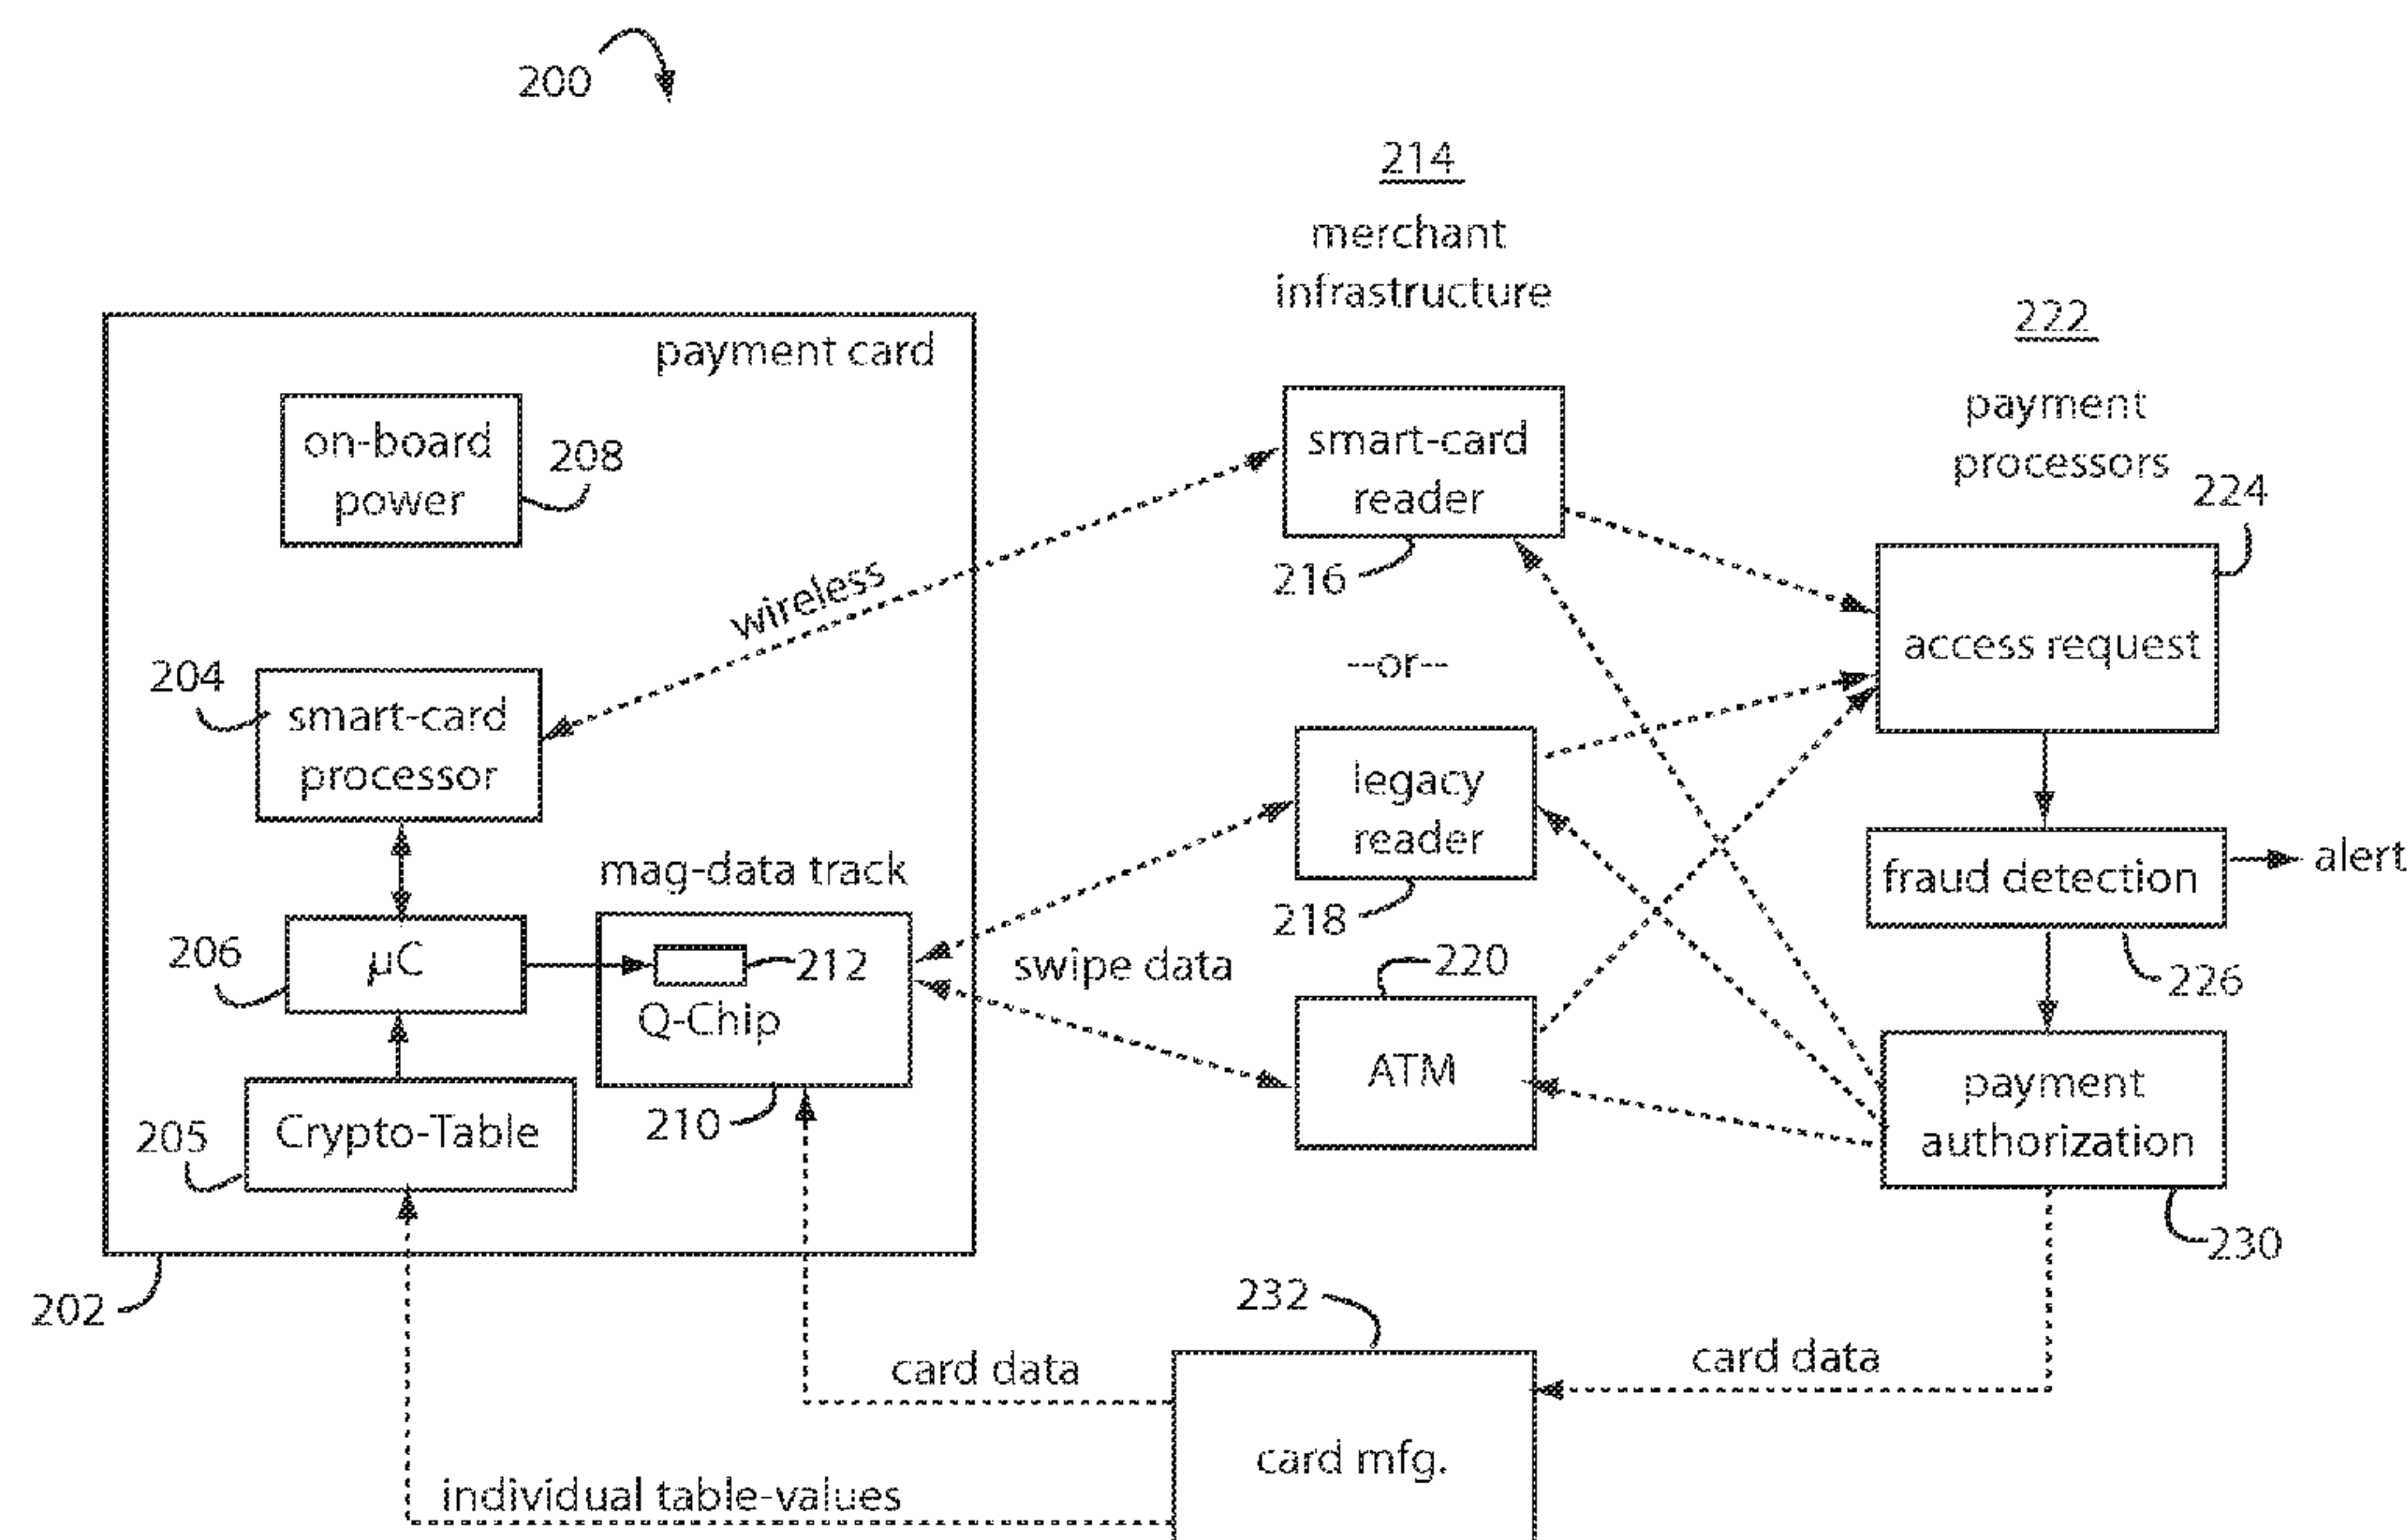 200
214
merchant
infrastructure
222
payment
processors
224
payment card
on-board
power
208
smart-card
reader
216
access request
wireless
204
smart-card
processor
--or--
legacy
reader
218
fraud detection
alert
226
mag-data track
206
µC
212
Q-Chip
210
swipe data
220
ATM
payment
authorization
230
205
Crypto-Table
202
232
card data
card data
card mfg.
individual table-values